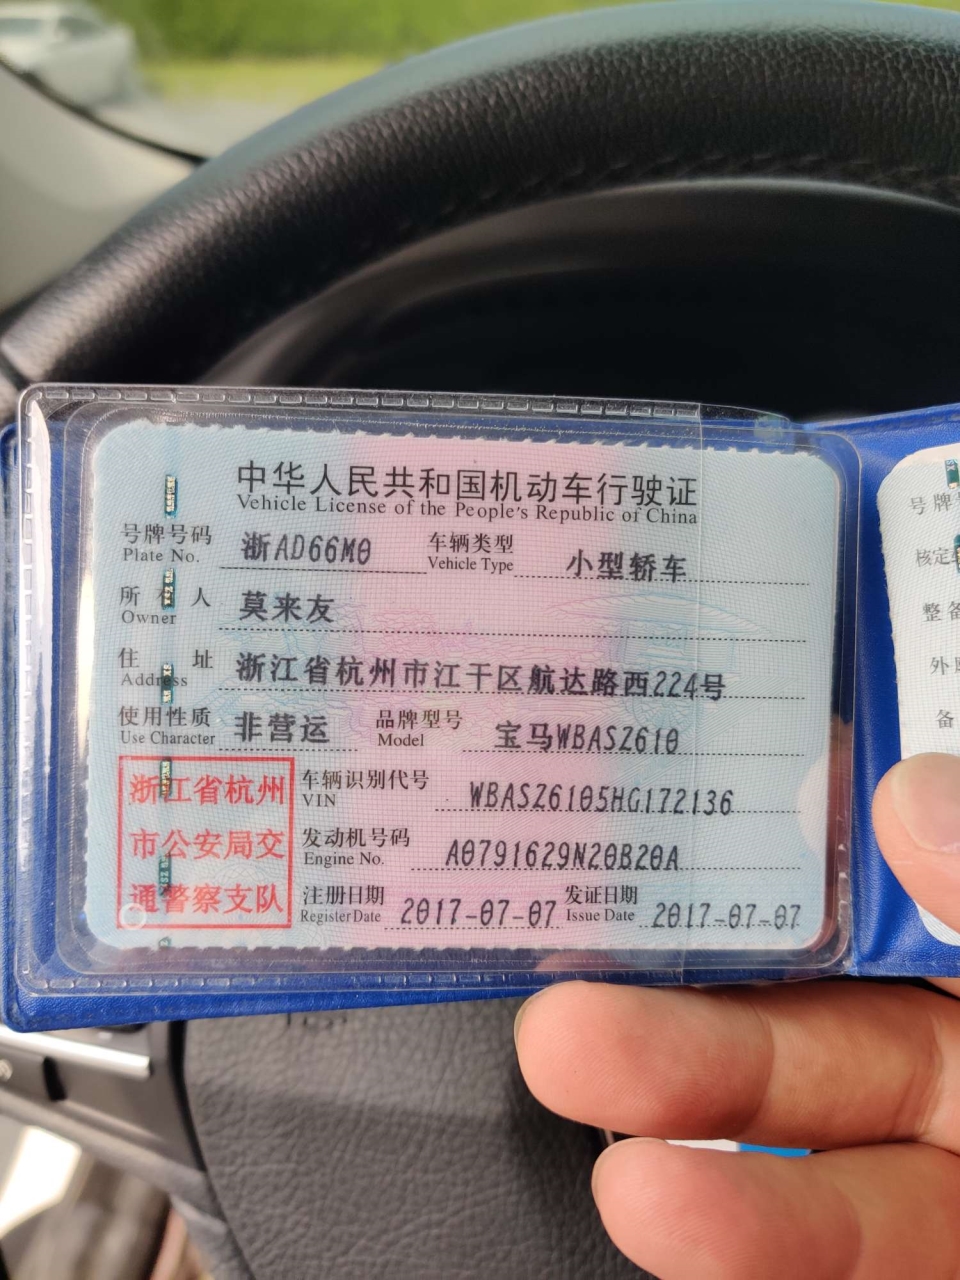 中华人民共和国机动车行驶证
Vehicle License of the People's Republic of China
号牌号码 浙AD66M0 车辆类型 小型轿车
Plate No. Vehicle Type
所有人 莫来友
Owner
住址 浙江省杭州市江干区航达路西224号
Address
使用性质 非营运 品牌型号 宝马WBASZ610
Use Character Model
浙江省杭州 车辆识别代号 WBASZ6105HG172136
VIN
市公安局交 发动机号码 A0791629N20B20A
Engine No.
通警察支队 注册日期 2017-07-07 发证日期 2017-07-07
Register Date Issue Date
号牌
核定
整备
外
备